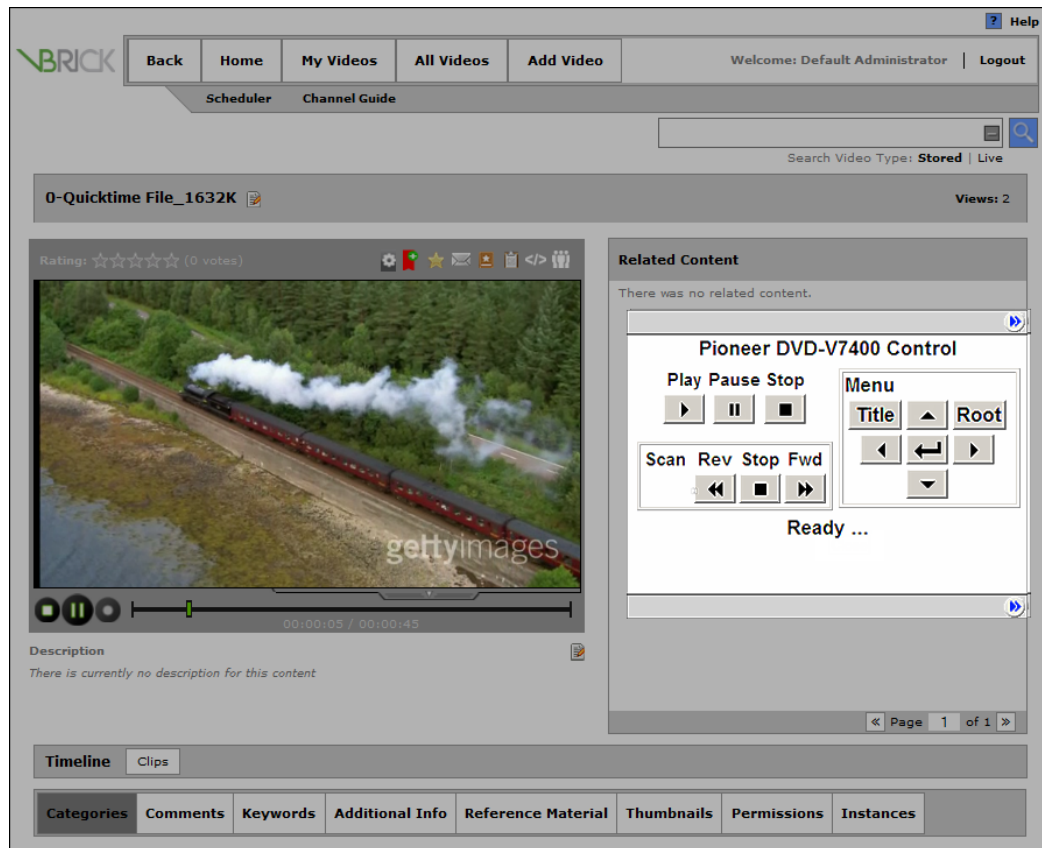 ? Help
VBRICK Back Home My Videos All Videos Add Video Welcome: Default Administrator | Logout
Scheduler Channel Guide
Search Video Type: Stored | Live
0-Quicktime File_1632K Views: 2
Rating: (0 votes) </>
Related Content
There was no related content.
Pioneer DVD-V7400 Control
Play Pause Stop
Menu
Title Root
Scan Rev Stop Fwd
Ready ...
gettyimages
00:00:05 / 00:00:45
Description
There is currently no description for this content
« Page 1 of 1 »
Timeline Clips
Categories Comments Keywords Additional Info Reference Material Thumbnails Permissions Instances